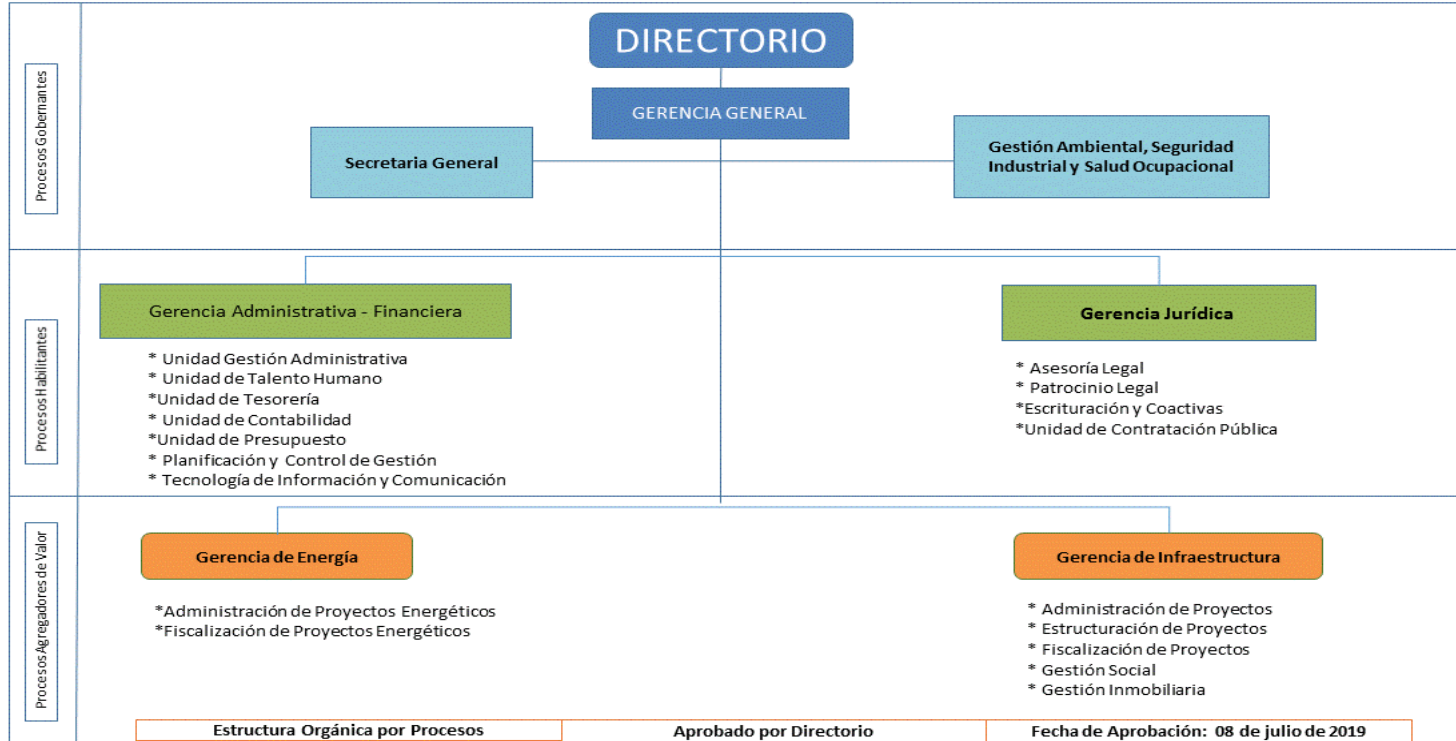 Procesos Gobernantes
DIRECTORIO
GERENCIA GENERAL
Secretaria General
Gestión Ambiental, Seguridad
Industrial y Salud Ocupacional
Procesos Habilitantes
Gerencia Administrativa - Financiera
* Unidad Gestión Administrativa
* Unidad de Talento Humano
*Unidad de Tesorería
* Unidad de Contabilidad
*Unidad de Presupuesto
* Planificación y Control de Gestión
* Tecnología de Información y Comunicación
Gerencia Jurídica
* Asesoría Legal
* Patrocinio Legal
*Escrituración y Coactivas
*Unidad de Contratación Pública
Procesos Agregadores de Valor
Gerencia de Energía
*Administración de Proyectos Energéticos
*Fiscalización de Proyectos Energéticos
Gerencia de Infraestructura
* Administración de Proyectos
* Estructuración de Proyectos
* Fiscalización de Proyectos
* Gestión Social
* Gestión Inmobiliaria
Estructura Orgánica por Procesos
Aprobado por Directorio
Fecha de Aprobación: 08 de julio de 2019